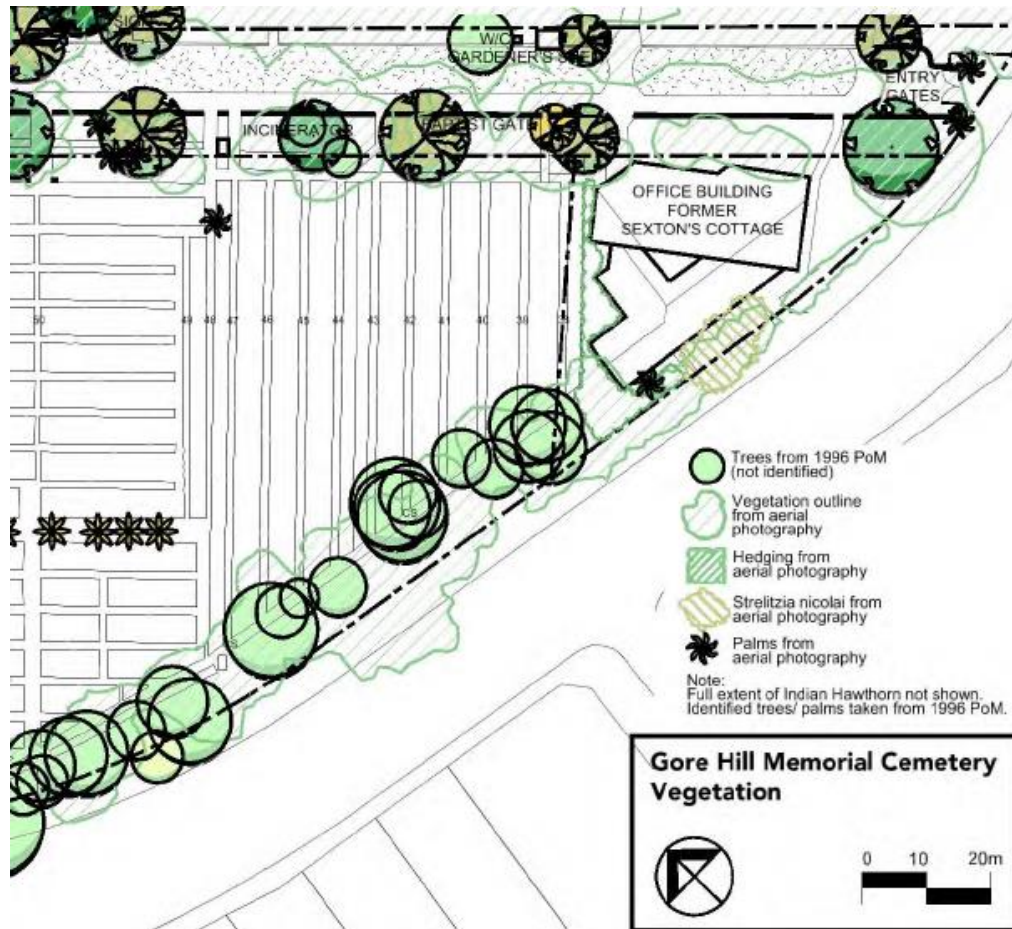 W/C
GARDENER'S
ENTRY
GATES
INCINERATOR
GATE
OFFICE BUILDING
FORMER
SEXTON'S COTTAGE
50
49
48
47
46
45
44
43
42
41
40
39
CS
Trees from 1996 PoM
(not identified)
Vegetation outline
from aerial
photography
Hedging from
aerial photography
Strelitzia nicolai from
aerial photography
Palms from
aerial photography
Note:
Full extent of Indian Hawthorn not shown.
Identified trees/ palms taken from 1996 PoM.
Gore Hill Memorial Cemetery
Vegetation
0 10 20m